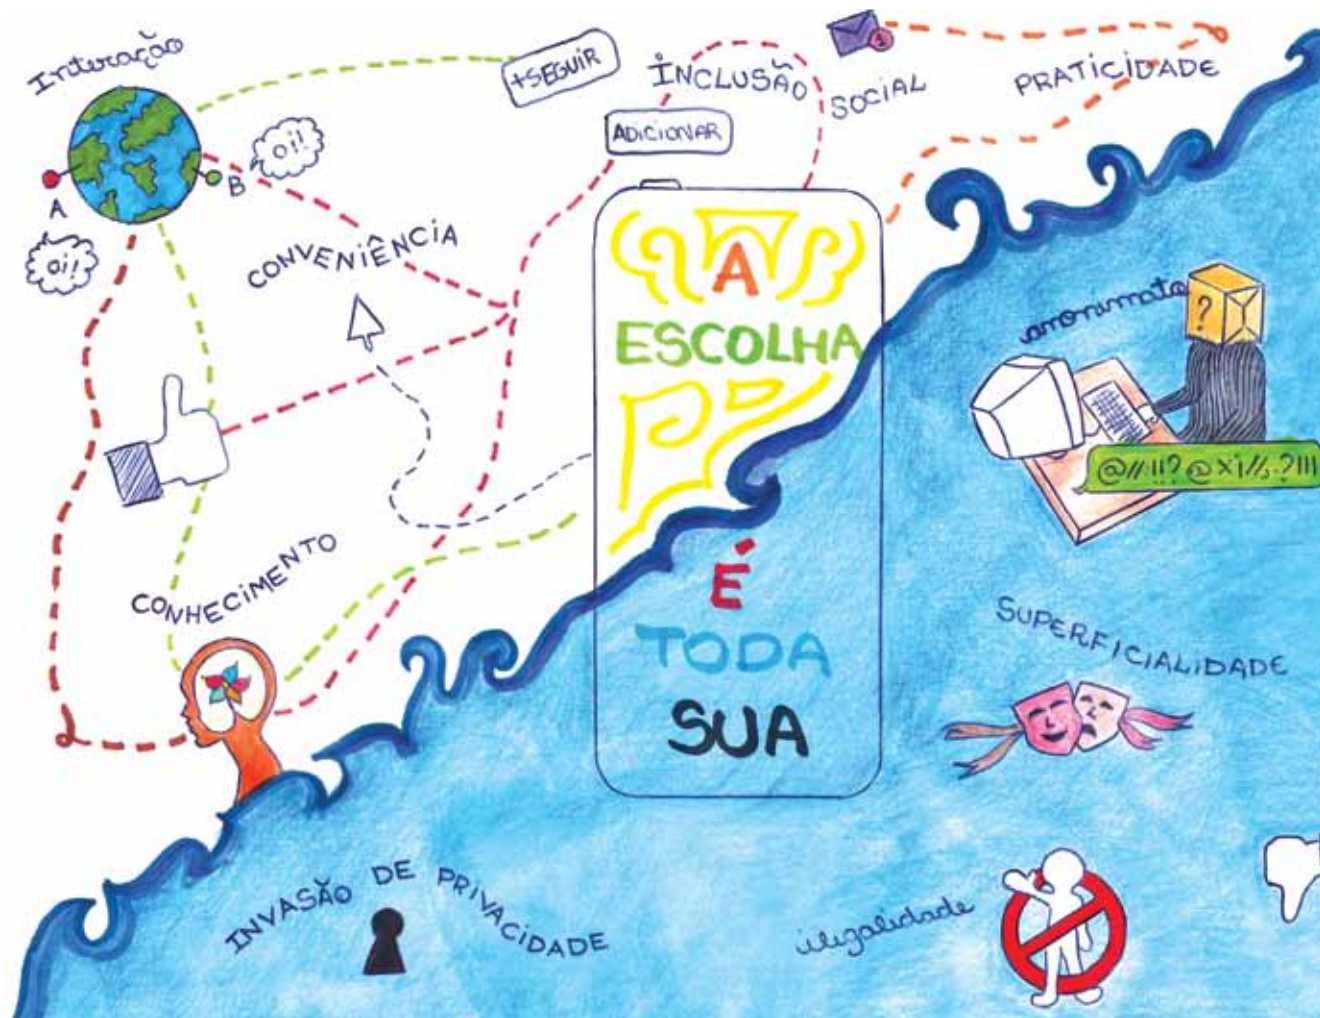 Interação
+SEGUIR
INCLUSÃO
SOCIAL
1
PRATICIDADE
ADICIONAR
A
oi!
B
oi!
CONVENIÊNCIA
A
ESCOLHA
É
TODA
SUA
anonimato
?
@//!!?@x¡//;.?!!!
CONHECIMENTO
SUPERFICIALIDADE
INVASÃO DE PRIVACIDADE
ilegalidade